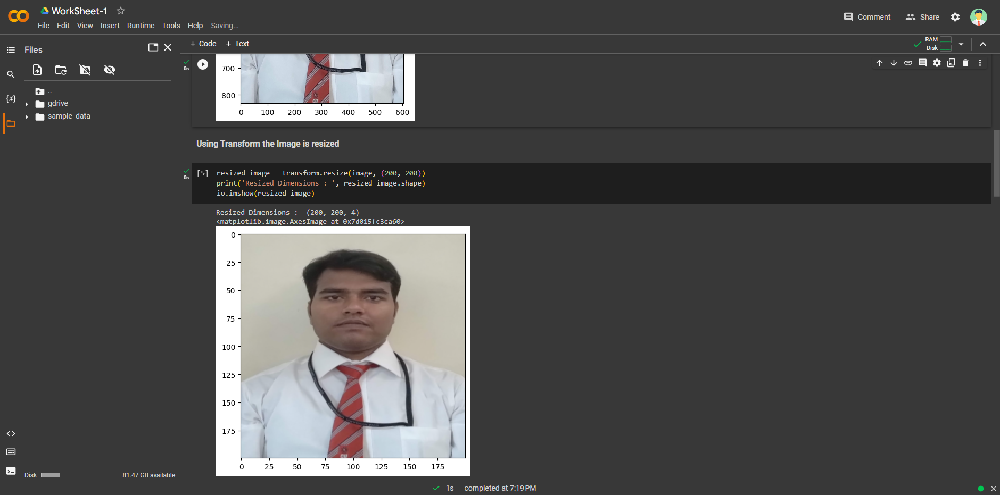 WorkSheet-1
File Edit View Insert Runtime Tools Help Saving...
Comment Share
Files
+ Code + Text
RAM
Disk
{x}
..
gdrive
sample_data
0s
700
800
CU
0 100 200 300 400 500 600
Using Transform the Image is resized
0s
[5] resized_image = transform.resize(image, (200, 200))
print('Resized Dimensions : ', resized_image.shape)
io.imshow(resized_image)
Resized Dimensions :  (200, 200, 4)
<matplotlib.image.AxesImage at 0x7d015fc3ca60>
0
25
50
75
100
125
150
175
CU
0 25 50 75 100 125 150 175
Disk 81.47 GB available
1s completed at 7:19 PM